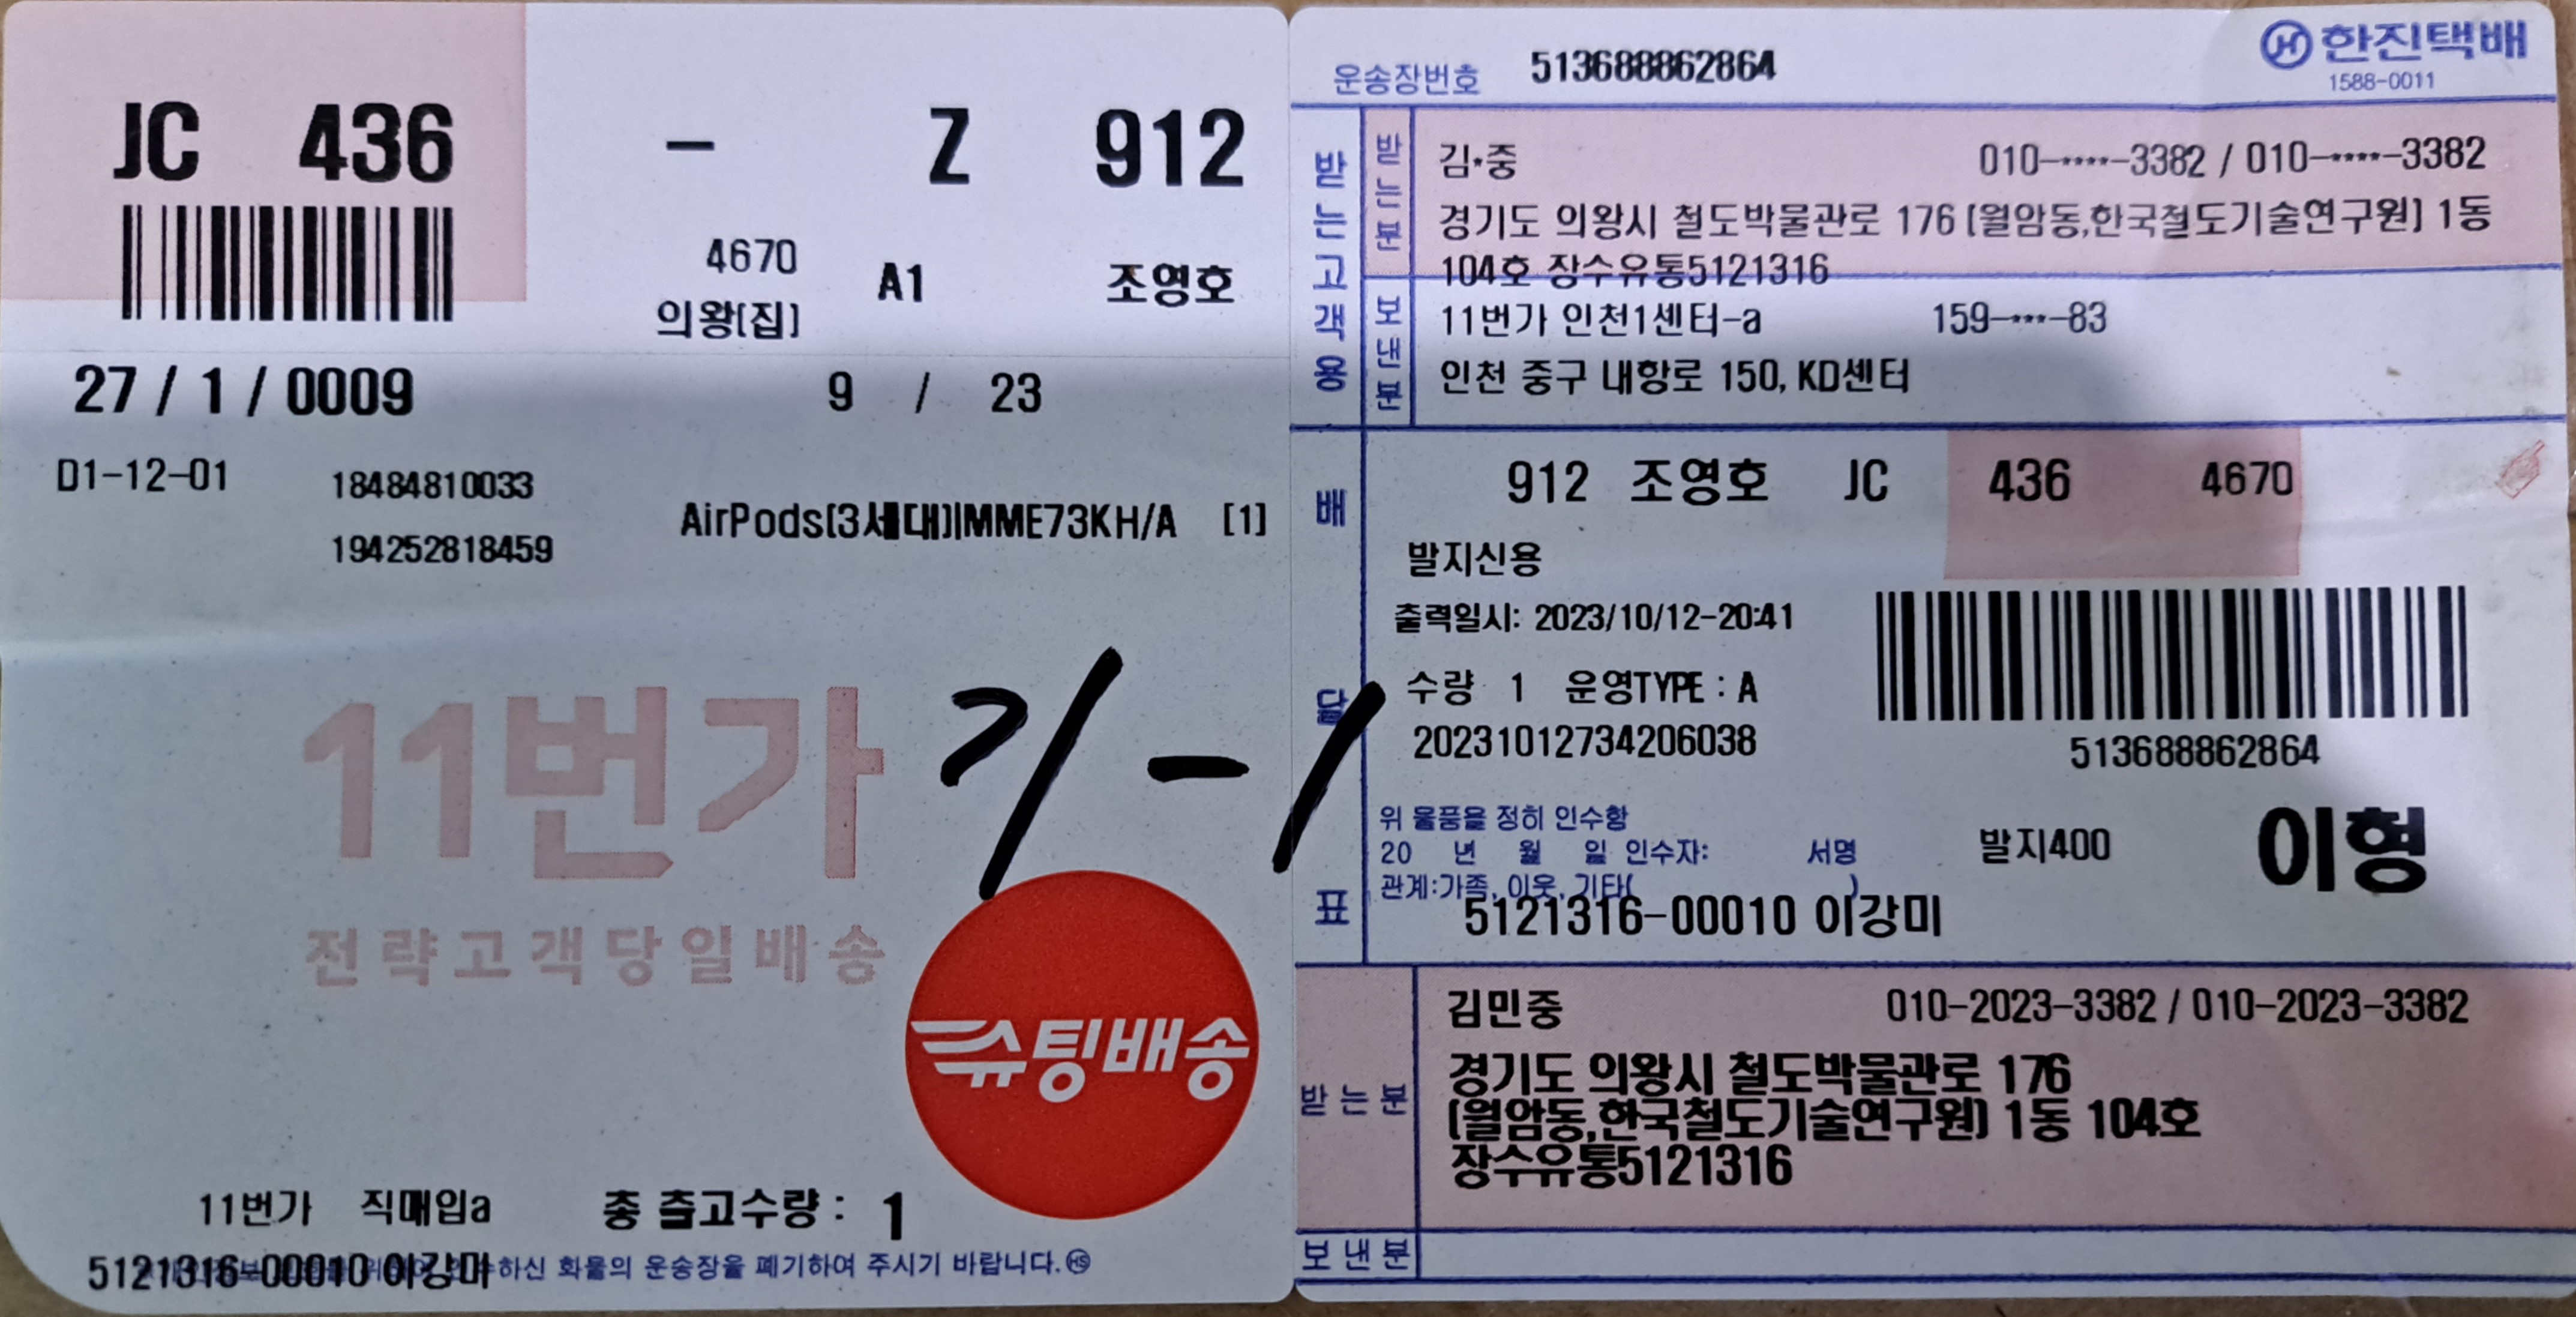 JC 436 - Z 912
4670
의왕(집) A1 조영호
27 / 1 / 0009 9 / 23
D1-12-01 18484810033
194252818459
AirPods(3세대)|MME73KH/A [1]
11번가
전략고객당일배송
슈팅배송
11번가 직매입a 총 출고수량 : 1
5121316-00010 이강미
하신 화물의 운송장을 폐기하여 주시기 바랍니다.
운송장번호 513688862864
한진택배
1588-0011
받는고객용
받는분
김*중 010-****-3382 / 010-****-3382
경기도 의왕시 철도박물관로 176 (월암동,한국철도기술연구원) 1동
104호 장수유통5121316
보낸분
11번가 인천1센터-a 159-***-83
인천 중구 내항로 150, KD센터
배달표
912 조영호 JC 436 4670
발지신용
출력일시: 2023/10/12-20:41
수량 1 운영TYPE : A
20231012734206038
513688862864
위 물품을 정히 인수함
20 년 월 일 인수자: 서명
관계:가족, 이웃, 기타( )
발지400 이형
5121316-00010 이강미
받는분
김민중 010-2023-3382 / 010-2023-3382
경기도 의왕시 철도박물관로 176
(월암동,한국철도기술연구원) 1동 104호
장수유통5121316
보낸분